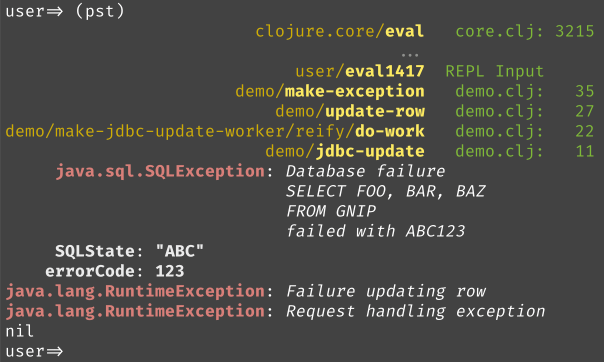 user=> (pst)
clojure.core/eval core.clj: 3215
...
user/eval1417 REPL Input
demo/make-exception demo.clj: 35
demo/update-row demo.clj: 27
demo/make-jdbc-update-worker/reify/do-work demo.clj: 22
demo/jdbc-update demo.clj: 11
java.sql.SQLException: Database failure
SELECT FOO, BAR, BAZ
FROM GNIP
failed with ABC123
SQLState: "ABC"
errorCode: 123
java.lang.RuntimeException: Failure updating row
java.lang.RuntimeException: Request handling exception
nil
user=>